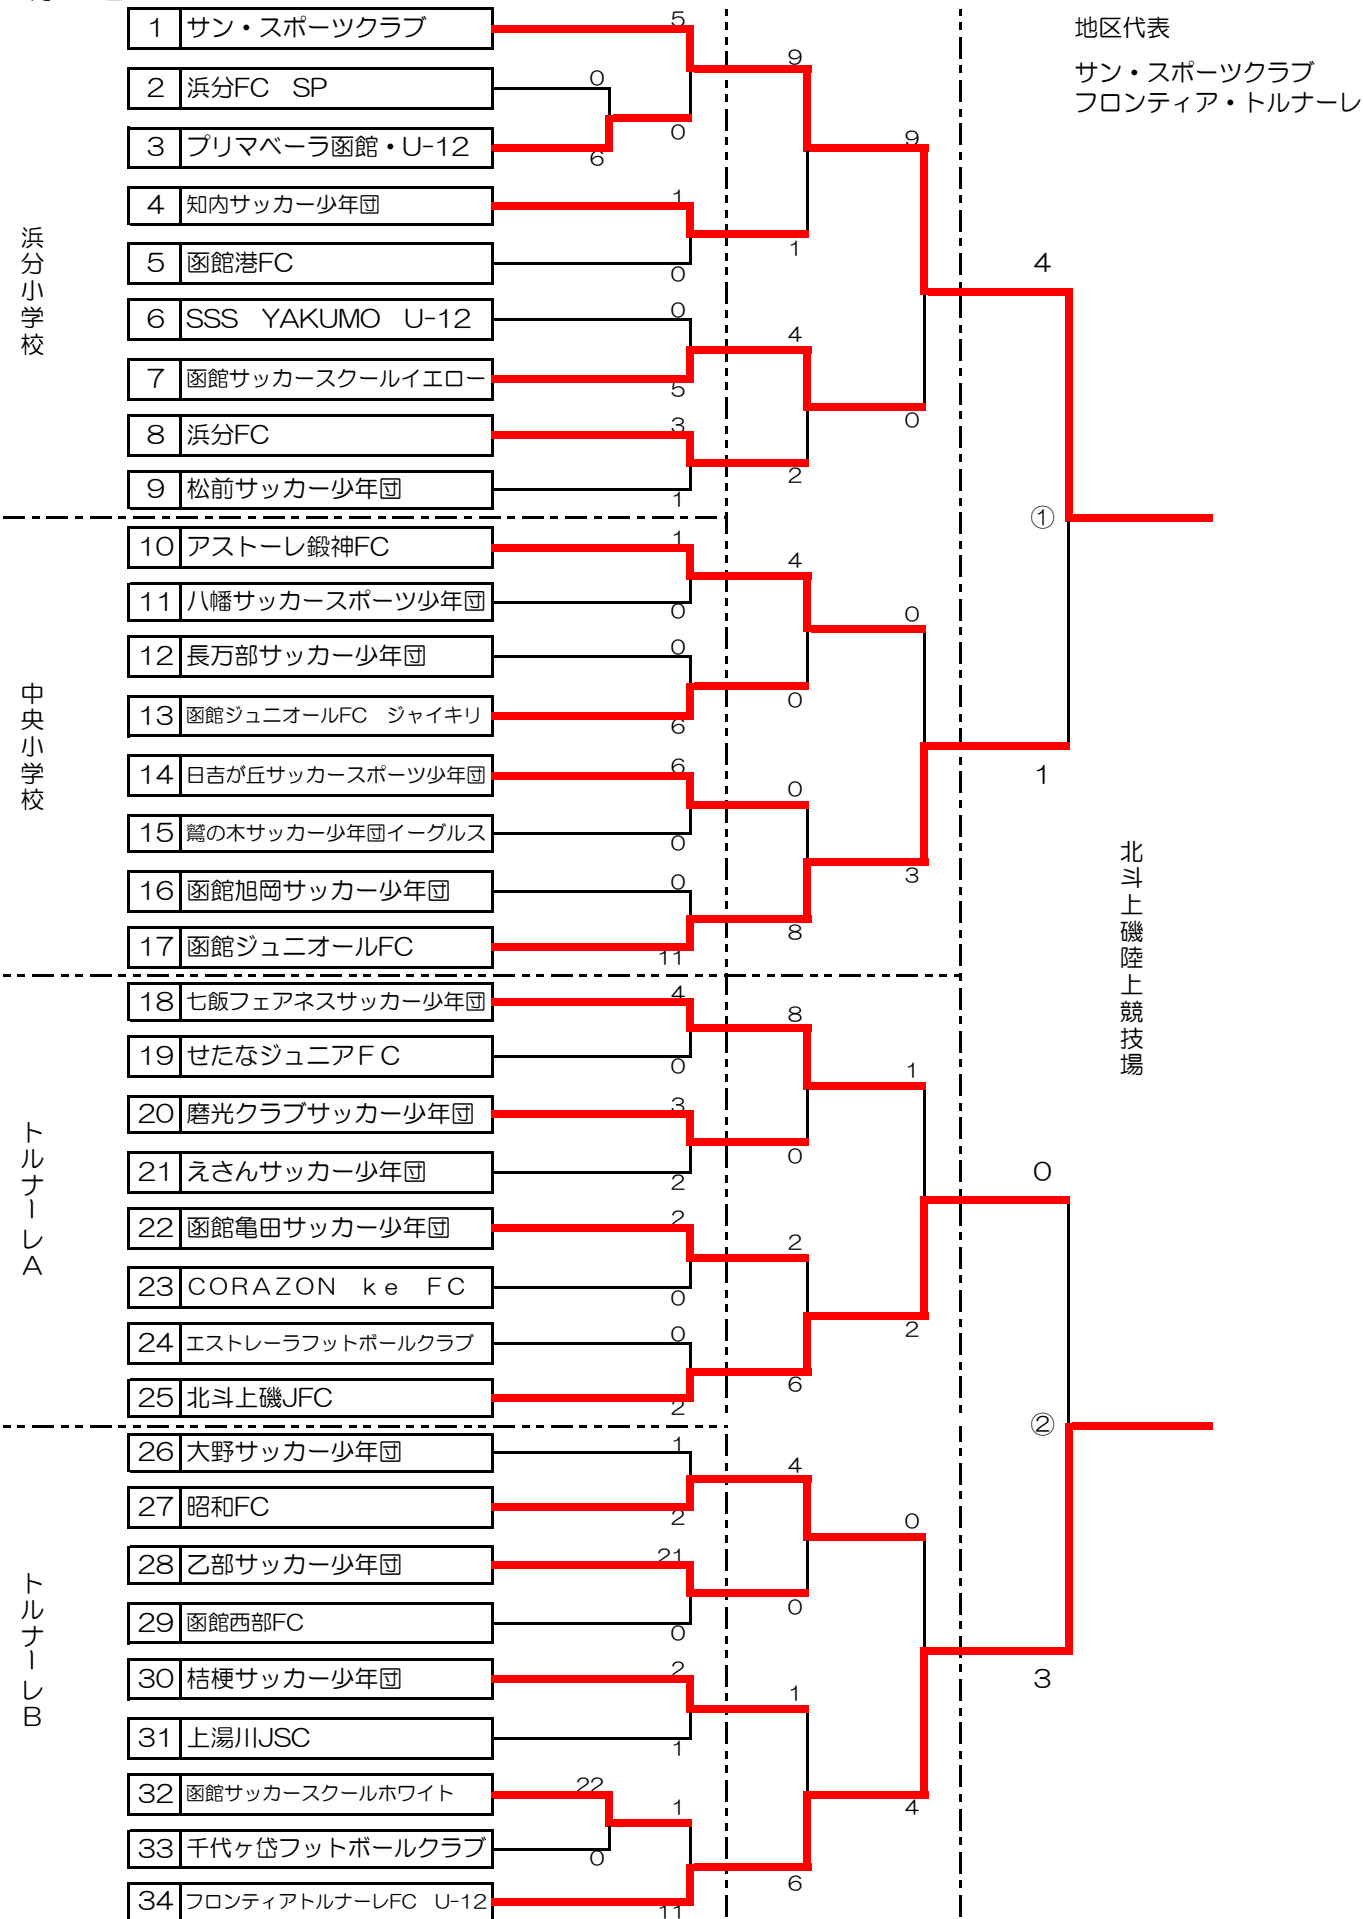 地区代表
サン・スポーツクラブ
フロンティア・トルナーレ
浜分小学校
1 サン・スポーツクラブ 5
2 浜分FC SP 0
3 プリマベーラ函館・U-12 6
0
4 知内サッカー少年団 1
5 函館港FC 0
6 SSS YAKUMO U-12 0
7 函館サッカースクールイエロー 5
8 浜分FC 3
9 松前サッカー少年団 1
9
1
4
2
9
0
中央小学校
10 アストーレ鍛神FC 1
11 八幡サッカースポーツ少年団 0
12 長万部サッカー少年団 0
13 函館ジュニオールFC ジャイキリ 6
14 日吉が丘サッカースポーツ少年団 6
15 鷲の木サッカー少年団イーグルス 0
16 函館旭岡サッカー少年団 0
17 函館ジュニオールFC 11
4
0
0
8
0
3
4
①
1
トルナーレA
18 七飯フェアネスサッカー少年団 4
19 せたなジュニアＦＣ 0
20 磨光クラブサッカー少年団 3
21 えさんサッカー少年団 2
22 函館亀田サッカー少年団 2
23 CORAZON ke FC 0
24 エストレーラフットボールクラブ 0
25 北斗上磯JFC 2
8
0
2
6
1
2
トルナーレB
26 大野サッカー少年団 1
27 昭和FC 2
28 乙部サッカー少年団 21
29 函館西部FC 0
30 桔梗サッカー少年団 2
31 上湯川JSC 1
32 函館サッカースクールホワイト 22
33 千代ヶ岱フットボールクラブ 0
1
34 フロンティアトルナーレFC U-12 11
4
0
1
6
0
4
0
②
3
北斗上磯陸上競技場